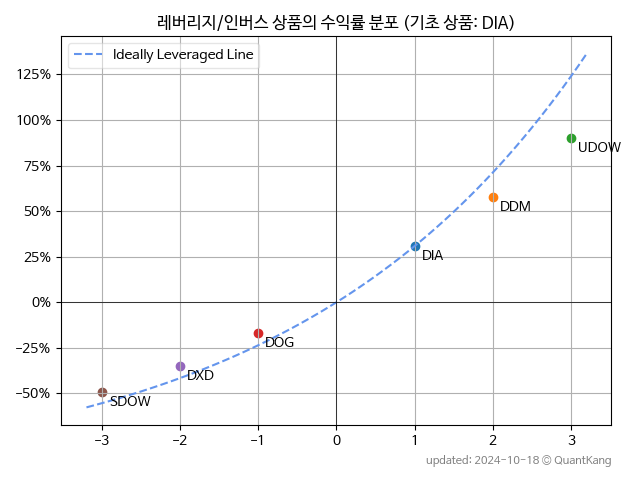 레버리지/인버스 상품의 수익률 분포 (기초 상품: DIA)
Ideally Leveraged Line
125%
100%
75%
50%
25%
0%
−25%
−50%
UDOW
DDM
DIA
DOG
DXD
SDOW
−3 −2 −1 0 1 2 3
updated: 2024-10-18 © QuantKang